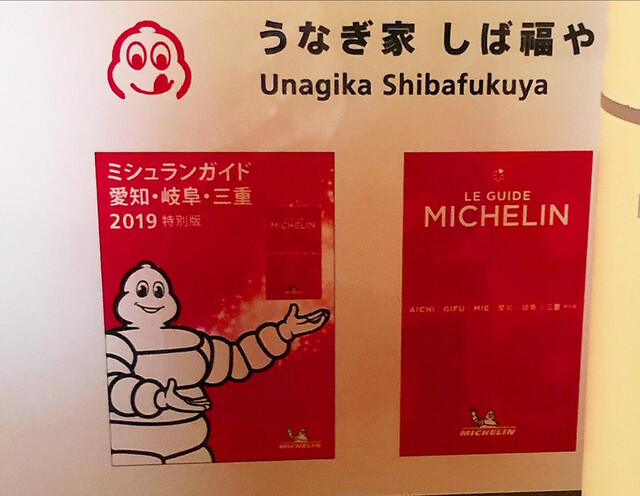 うなぎ家 しば福や
Unagika Shibafukuya
ミシュランガイド
愛知・岐阜・三重
2019 特別版
MICHELIN
LE GUIDE
MICHELIN
AICHI GIFU MIE 愛知・岐阜・三重
MICHELIN
MICHELIN